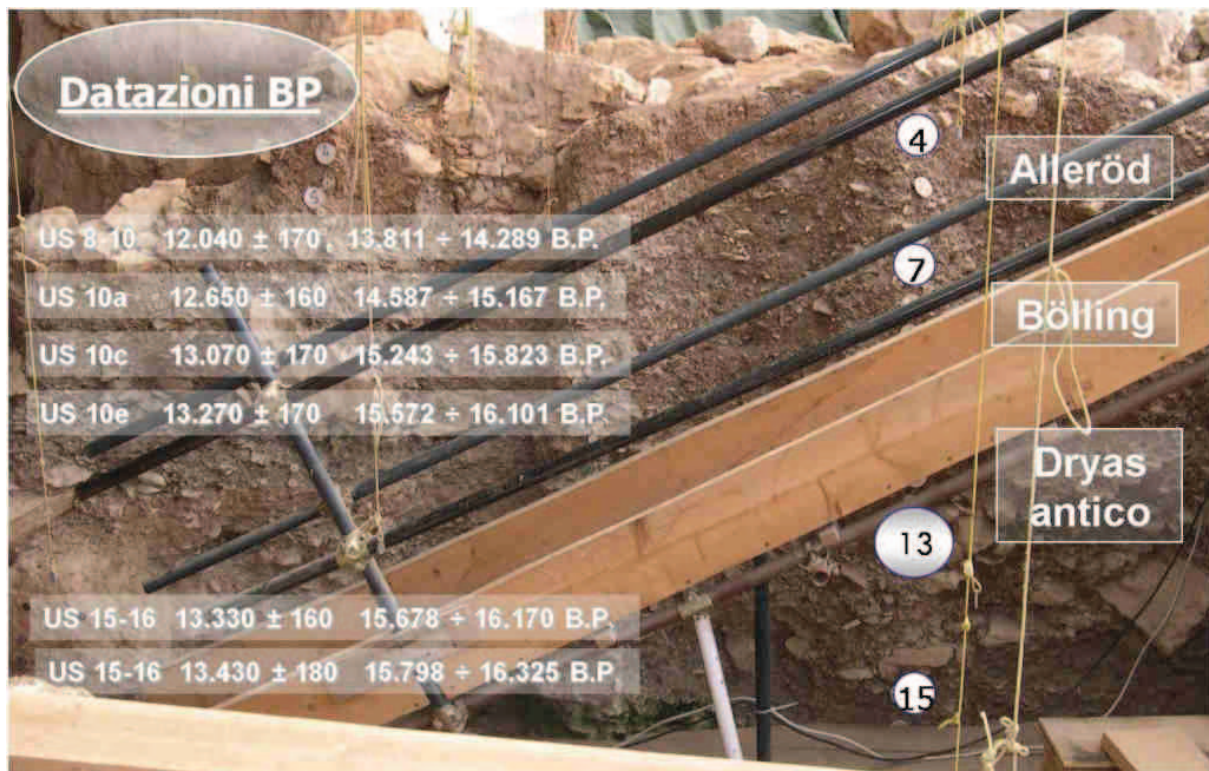 Datazioni BP
4
5
4
Alleröd
US 8-10 12.040 ± 170, 13.811 ÷ 14.289 B.P.
7
US 10a 12.650 ± 160 14.587 ÷ 15.167 B.P.
Bölling
US 10c 13.070 ± 170 15.243 ÷ 15.823 B.P.
US 10e 13.270 ± 170 15.572 ÷ 16.101 B.P.
Dryas
antico
13
US 15-16 13.330 ± 160 15.678 ÷ 16.170 B.P.
US 15-16 13.430 ± 180 15.798 ÷ 16.325 B.P.
15